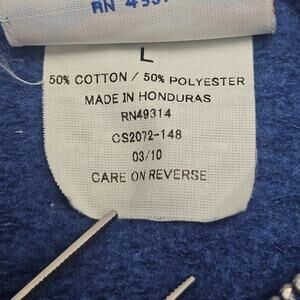 L
50% COTTON / 50% POLYESTER
MADE IN HONDURAS
RN49314
CS2072-148
03/10
CARE ON REVERSE